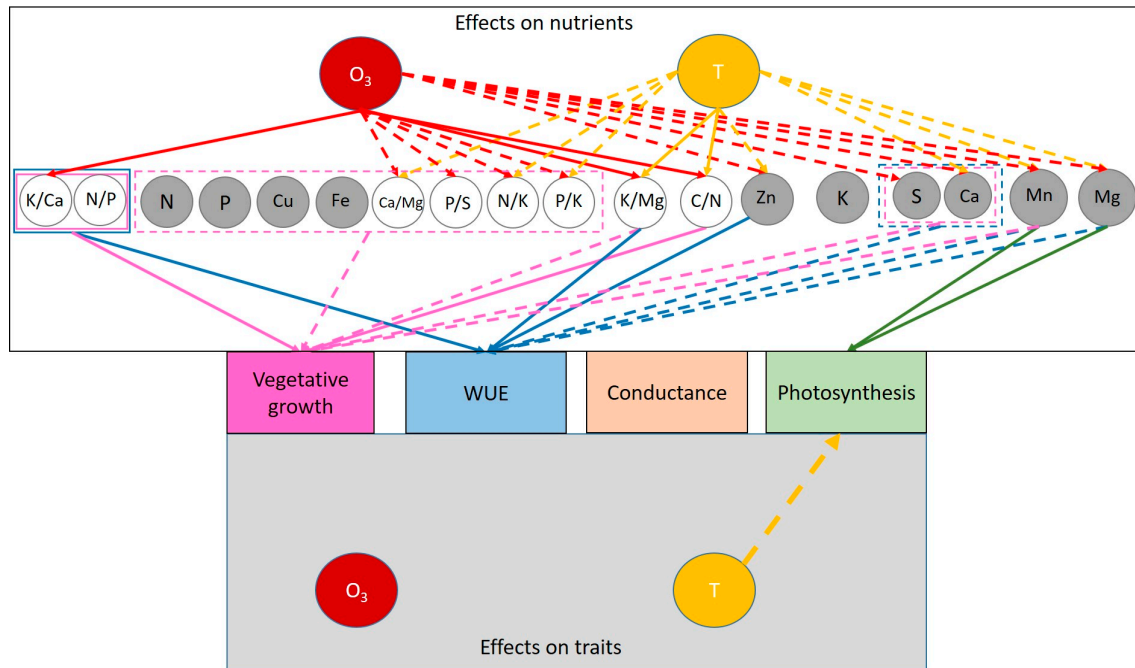 Effects on nutrients
O₃
T
K/Ca
N/P
N
P
Cu
Fe
Ca/Mg
P/S
N/K
P/K
K/Mg
C/N
Zn
K
S
Ca
Mn
Mg
Vegetative
growth
WUE
Conductance
Photosynthesis
O₃
T
Effects on traits